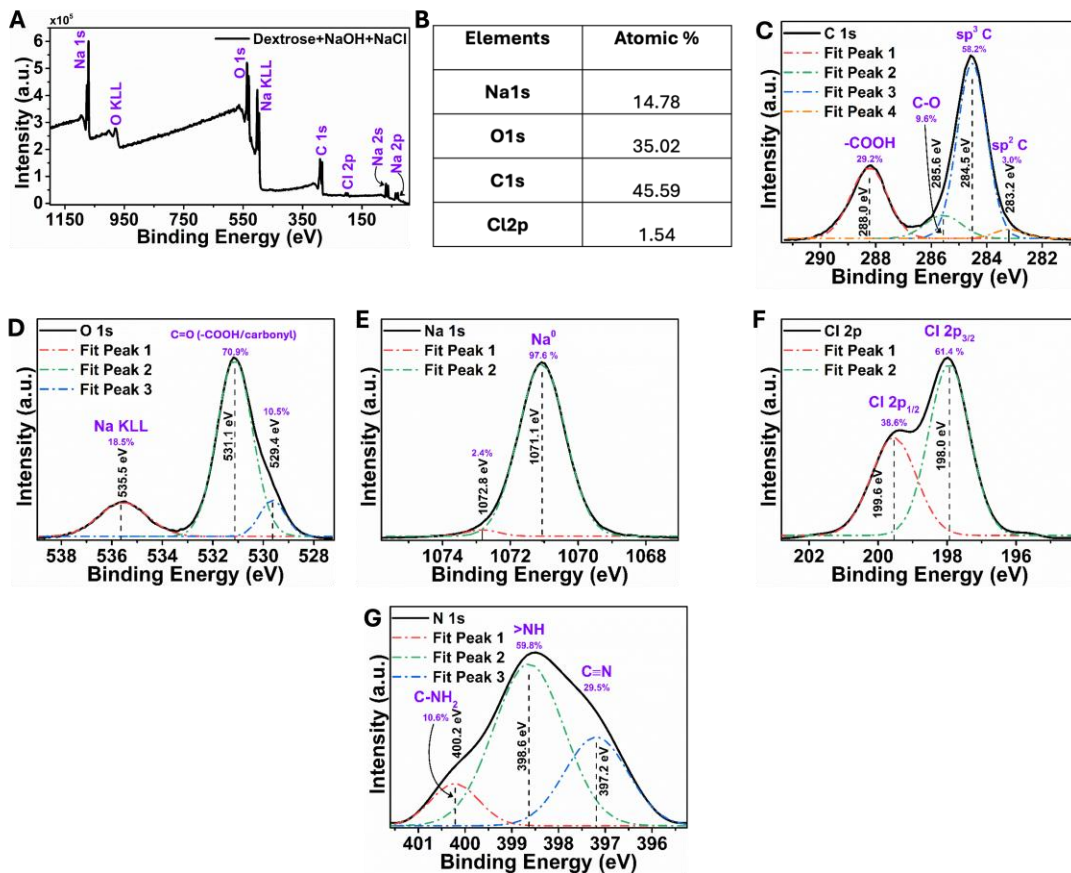 A
×10⁵
Dextrose+NaOH+NaCl
Na 1s
O KLL
O 1s
Na KLL
C 1s
Cl 2p
Na 2s
Na 2p
6
5
4
3
2
1
0
Intensity (a.u.)
1150 950 750 550 350 150
Binding Energy (eV)
B
Elements Atomic %
Na1s 14.78
O1s 35.02
C1s 45.59
Cl2p 1.54
C
C 1s
Fit Peak 1
Fit Peak 2
Fit Peak 3
Fit Peak 4
sp³ C
58.2%
C-O
9.6%
-COOH
29.2%
sp² C
3.0%
288.0 eV
285.6 eV
284.5 eV
283.2 eV
Intensity (a.u.)
290 288 286 284 282
Binding Energy (eV)
D
O 1s
Fit Peak 1
Fit Peak 2
Fit Peak 3
C=O (-COOH/carbonyl)
70.9%
Na KLL
18.5%
10.5%
535.5 eV
531.1 eV
529.4 eV
Intensity (a.u.)
538 536 534 532 530 528
Binding Energy (eV)
E
Na 1s
Fit Peak 1
Fit Peak 2
Na⁰
97.6 %
2.4%
1072.8 eV
1071.1 eV
Intensity (a.u.)
1074 1072 1070 1068
Binding Energy (eV)
F
Cl 2p
Fit Peak 1
Fit Peak 2
Cl 2p3/2
61.4 %
Cl 2p1/2
38.6%
199.6 eV
198.0 eV
Intensity (a.u.)
202 200 198 196
Binding Energy (eV)
G
N 1s
Fit Peak 1
Fit Peak 2
Fit Peak 3
>NH
59.8%
C≡N
29.5%
C-NH₂
10.6%
400.2 eV
398.6 eV
397.2 eV
Intensity (a.u.)
401 400 399 398 397 396
Binding Energy (eV)